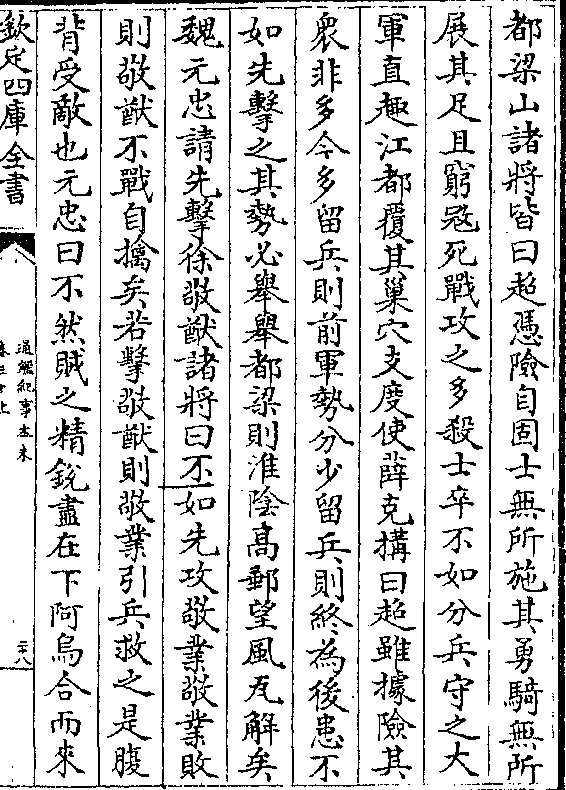 都梁山諸將皆曰超憑險自固士無所施其勇騎無所
展其足且窮寇死戰攻之多殺士卒不如分兵守之大
軍直趣江都覆其巢穴支度使薛克搆曰超雖據險其
衆非多今多留兵則前軍勢分少留兵則終為後患不
如先擊之其勢必舉舉都梁則淮陰高郵望風瓦解矣
魏元忠請先擊徐敬猷諸將曰不如先攻敬業敬業敗
則敬猷不戰自擒矣若擊敬猷則敬業引兵救之是腹
背受敵也元忠曰不然賊之精銳盡在下阿烏合而來
欽定四庫全書
通鑑紀事本末
卷三十上
二八